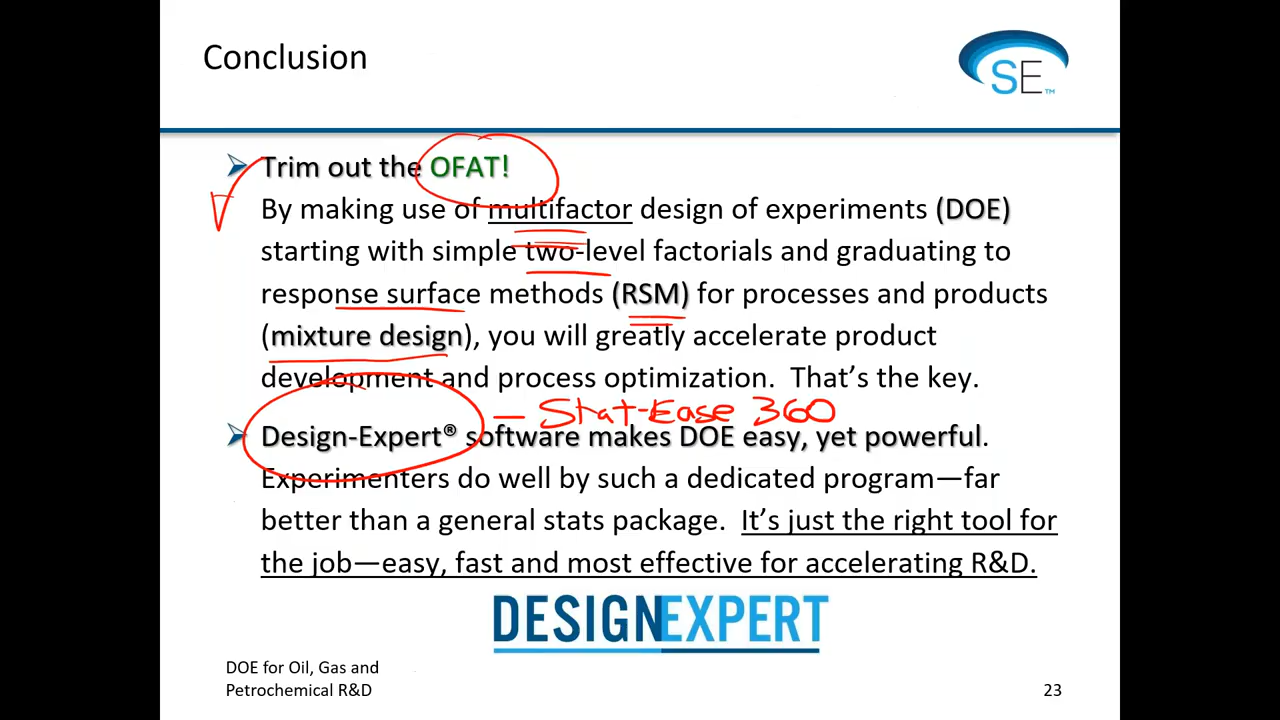 Conclusion
SE™
Trim out the OFAT!
By making use of multifactor design of experiments (DOE)
starting with simple two-level factorials and graduating to
response surface methods (RSM) for processes and products
(mixture design), you will greatly accelerate product
development and process optimization.  That’s the key.
– Stat-Ease 360
Design-Expert® software makes DOE easy, yet powerful.
Experimenters do well by such a dedicated program—far
better than a general stats package.  It’s just the right tool for
the job—easy, fast and most effective for accelerating R&D.
DESIGNEXPERT
DOE for Oil, Gas and
Petrochemical R&D
23